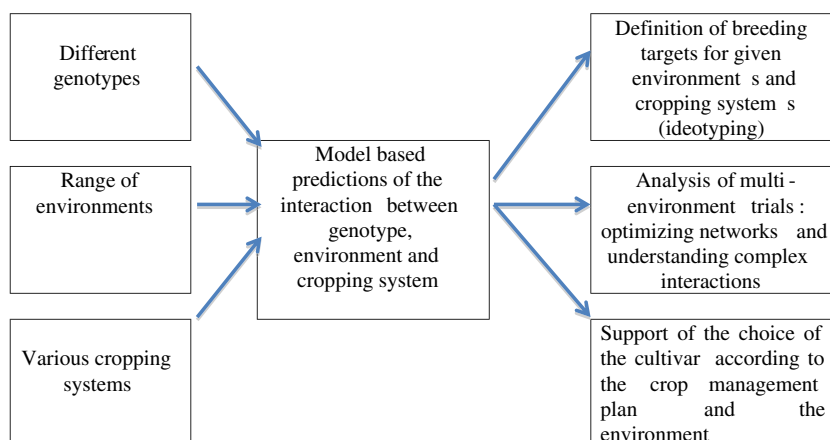 Different
genotypes
Range of
environments
Various cropping
systems
Model based
predictions of the
interaction between
genotype,
environment and
cropping system
Definition of breeding
targets for given
environment s and
cropping system s
(ideotyping)
Analysis of multi-
environment trials :
optimizing networks and
understanding complex
interactions
Support of the choice of
the cultivar according to
the crop management
plan and the
environment